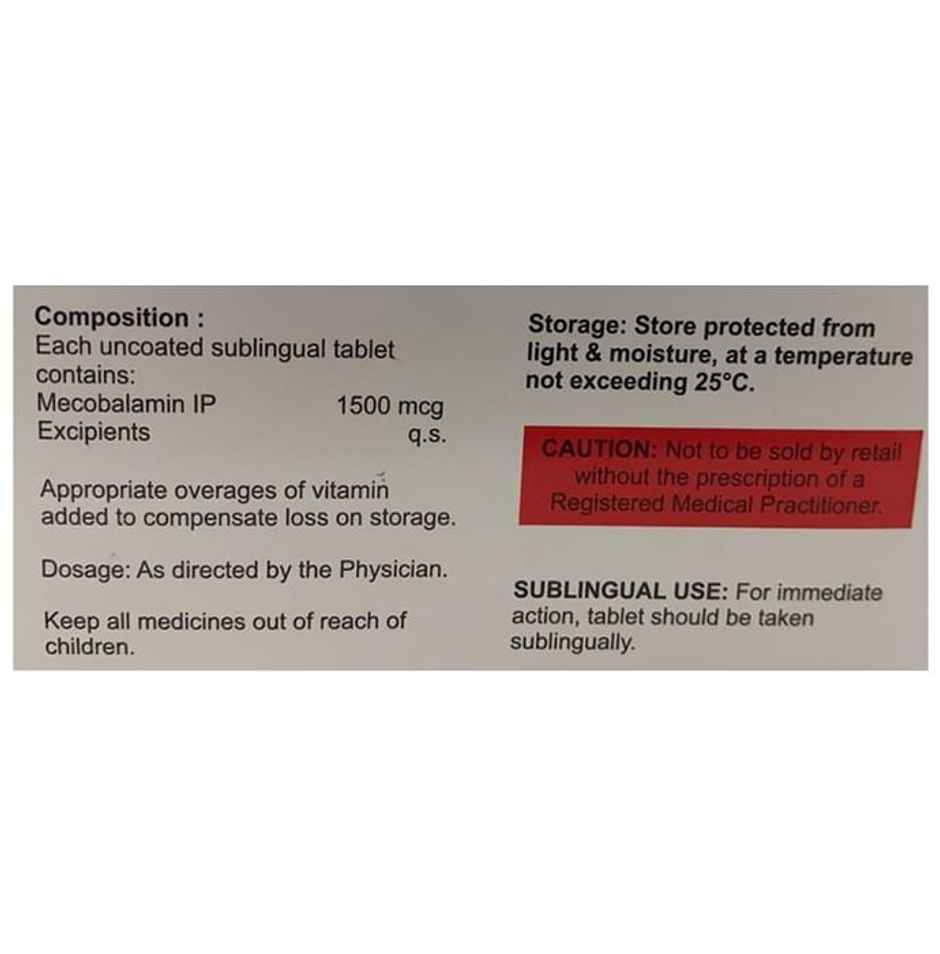 Composition :
Each uncoated sublingual tablet
contains:
Mecobalamin IP 1500 mcg
Excipients q.s.
Appropriate overages of vitamin
added to compensate loss on storage.
Dosage: As directed by the Physician.
Keep all medicines out of reach of
children.
Storage: Store protected from
light & moisture, at a temperature
not exceeding 25°C.
CAUTION: Not to be sold by retail
without the prescription of a
Registered Medical Practitioner.
SUBLINGUAL USE: For immediate
action, tablet should be taken
sublingually.